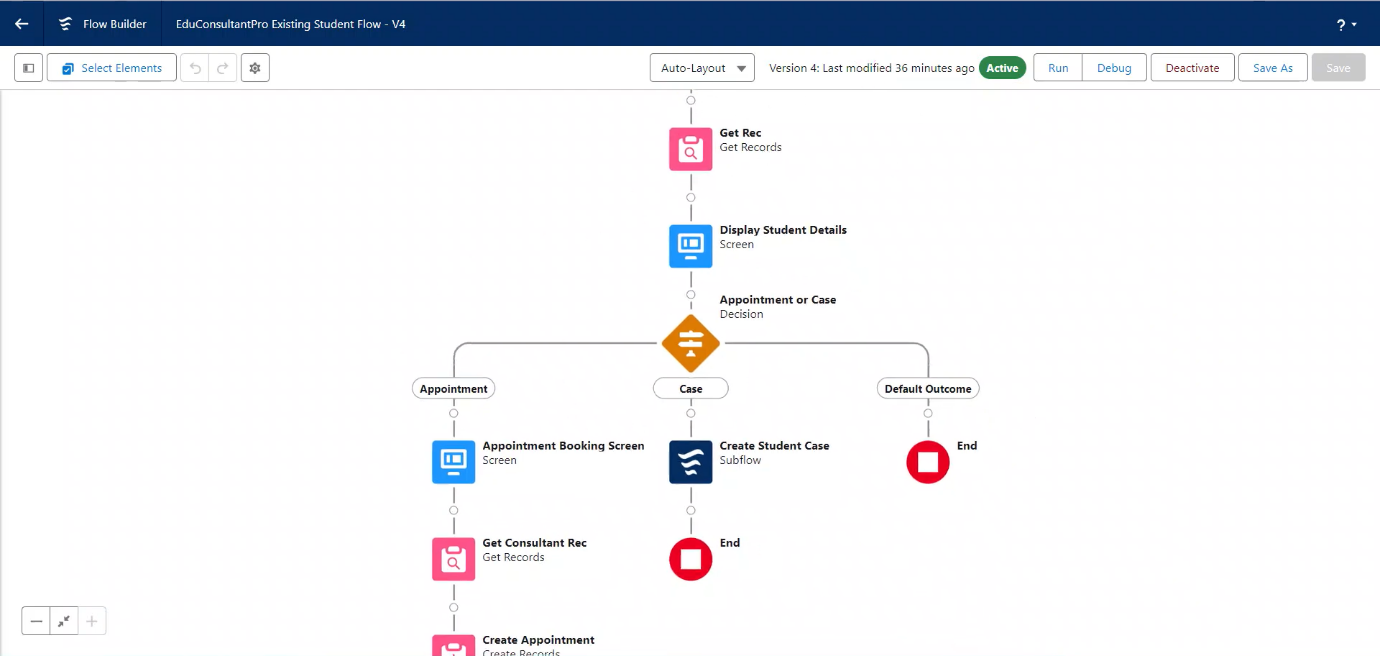 Flow Builder
EduConsultantPro Existing Student Flow - V4
?
Select Elements
Auto-Layout
Version 4: Last modified 36 minutes ago
Active
Run
Debug
Deactivate
Save As
Save
Get Rec
Get Records
Display Student Details
Screen
Appointment or Case
Decision
Appointment
Case
Default Outcome
Appointment Booking Screen
Screen
Create Student Case
Subflow
End
Get Consultant Rec
Get Records
End
Create Appointment
Create Records